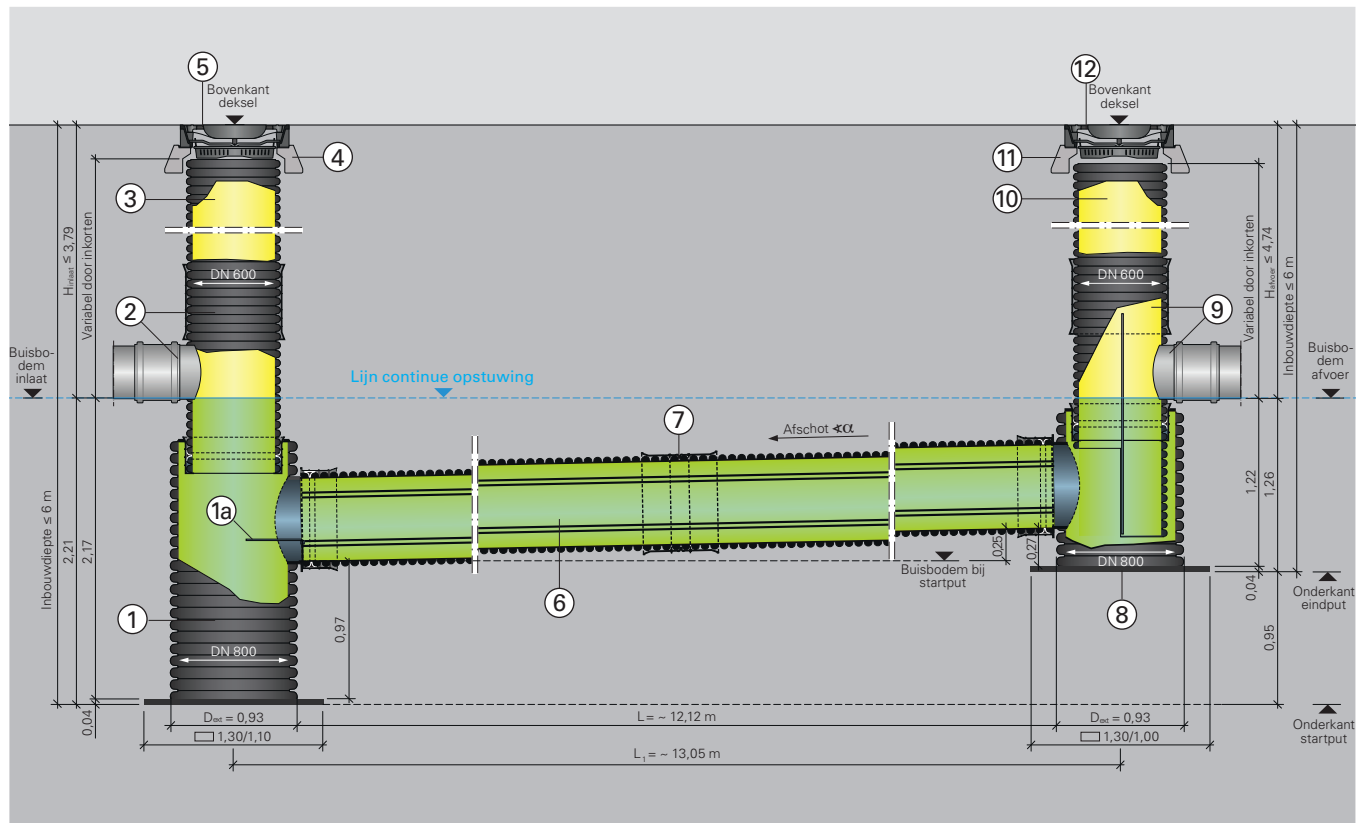 5
12
Bovenkant
deksel
Bovenkant
deksel
4
11
3
10
Hinlaat ≤ 3,79
Variabel door inkorten
Variabel door inkorten
Hafvoer ≤ 4,74
Inbouwdiepte ≤ 6 m
DN 600
DN 600
2
9
Buisbo-
dem
inlaat
Buisbo-
dem
afvoer
Lijn continue opstuwing
7
Afschot ∢α
1a
6
1
8
Inbouwdiepte ≤ 6 m
2,21
2,17
0,97
0,25
0,27
1,22
1,26
Buisbodem bij
startput
DN 800
DN 800
0,04
0,95
Onderkant
eindput
0,04
Dext = 0,93
L = ~ 12,12 m
Dext = 0,93
1,30/1,10
1,30/1,00
L1 = ~ 13,05 m
Onderkant
startput